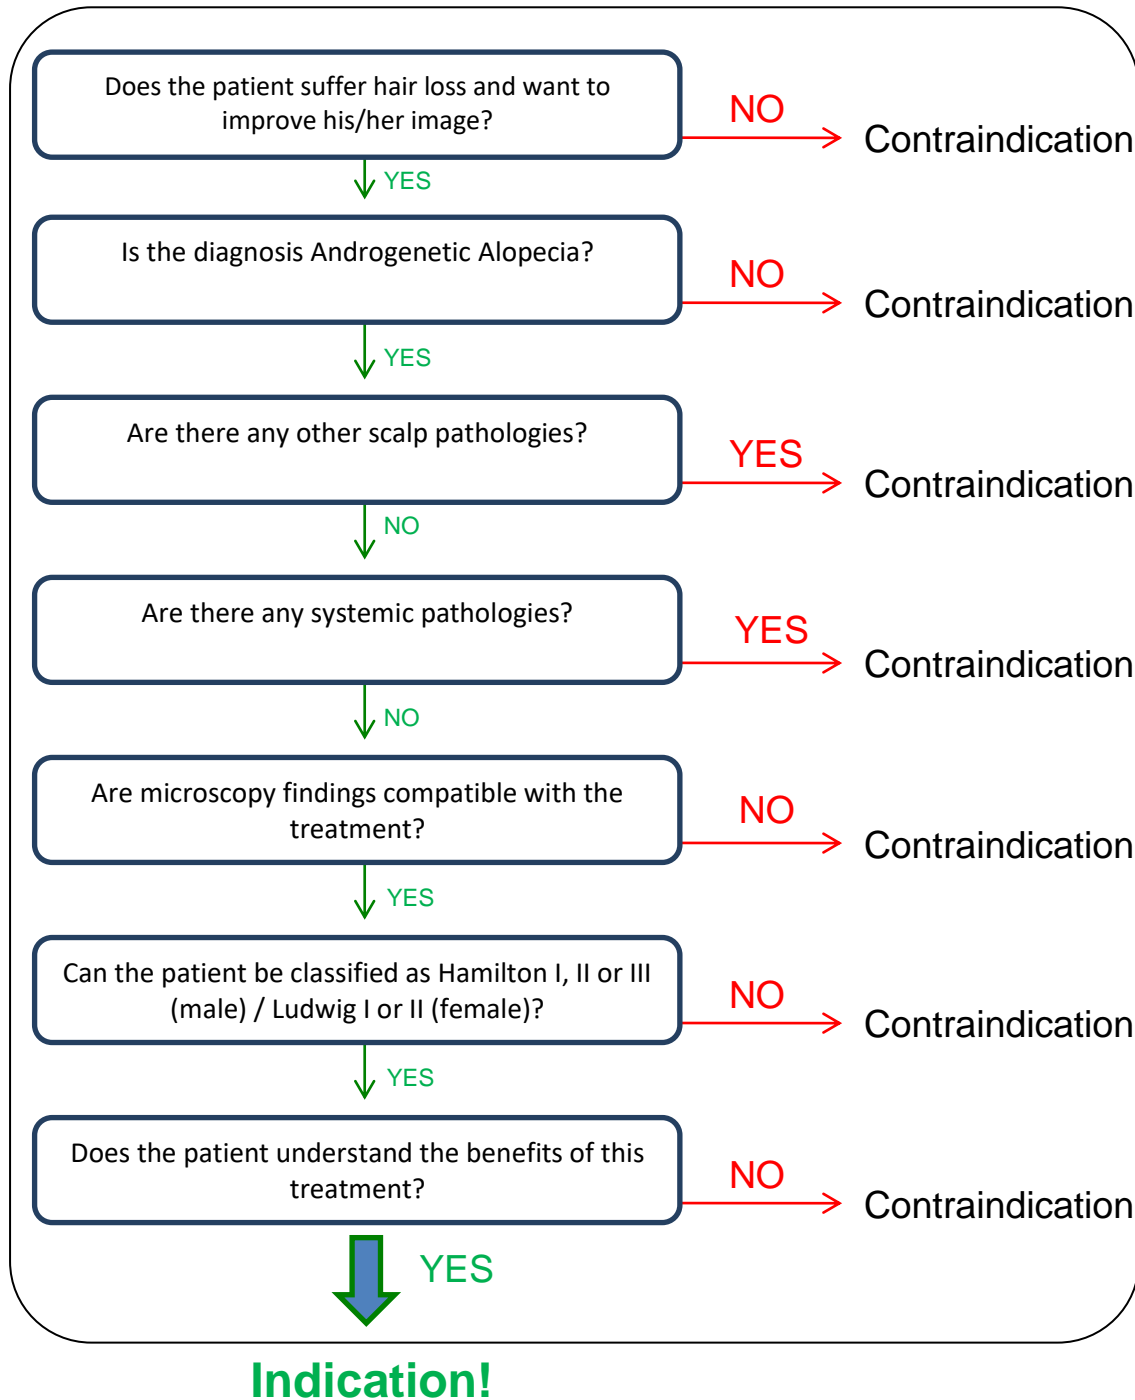 Does the patient suffer hair loss and want to
improve his/her image?
NO
Contraindication
YES
Is the diagnosis Androgenetic Alopecia?
NO
Contraindication
YES
Are there any other scalp pathologies?
YES
Contraindication
NO
Are there any systemic pathologies?
YES
Contraindication
NO
Are microscopy findings compatible with the
treatment?
NO
Contraindication
YES
Can the patient be classified as Hamilton I, II or III
(male) / Ludwig I or II (female)?
NO
Contraindication
YES
Does the patient understand the benefits of this
treatment?
NO
Contraindication
YES
Indication!